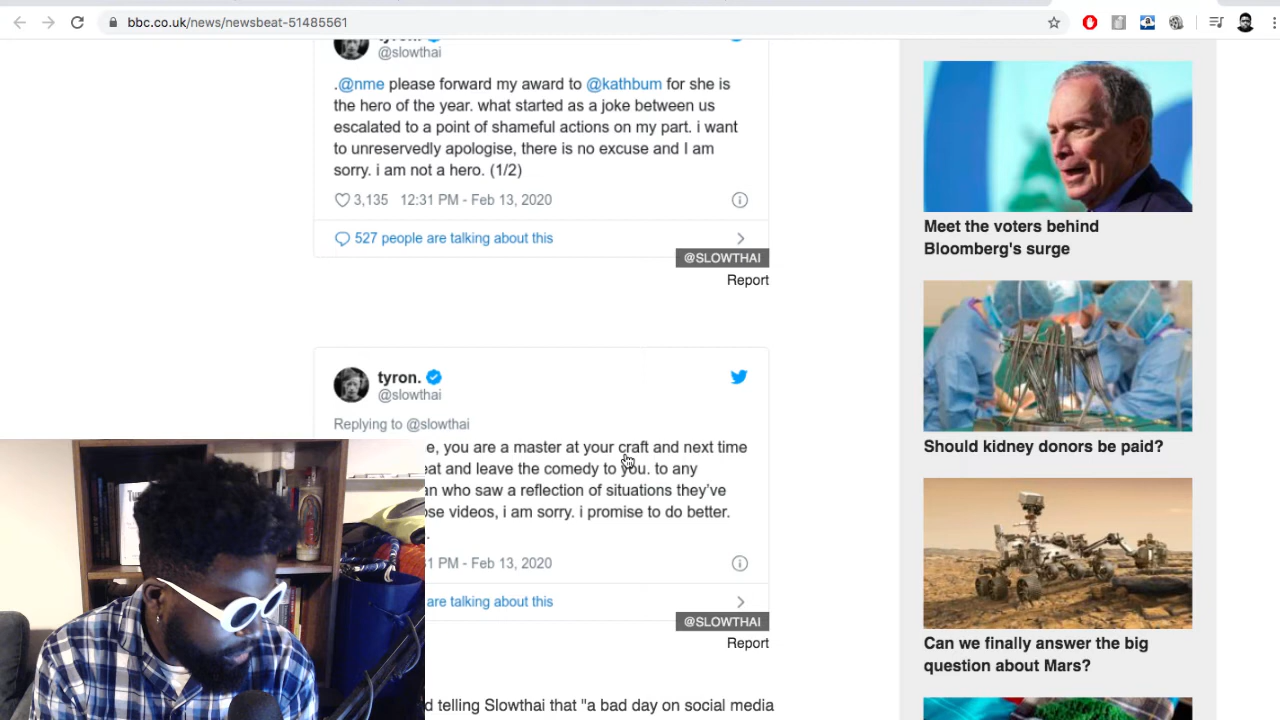 bbc.co.uk/news/newsbeat-51485561
tyron.
@slowthai
.@nme please forward my award to @kathbum for she is
the hero of the year. what started as a joke between us
escalated to a point of shameful actions on my part. i want
to unreservedly apologise, there is no excuse and I am
sorry. i am not a hero. (1/2)
3,135 12:31 PM - Feb 13, 2020
527 people are talking about this
@SLOWTHAI
Report
tyron.
@slowthai
Replying to @slowthai
e, you are a master at your craft and next time
eat and leave the comedy to you. to any
an who saw a reflection of situations they've
ose videos, i am sorry. i promise to do better.
1 PM - Feb 13, 2020
are talking about this
@SLOWTHAI
Report
d telling Slowthai that "a bad day on social media
Meet the voters behind
Bloomberg's surge
Should kidney donors be paid?
Can we finally answer the big
question about Mars?